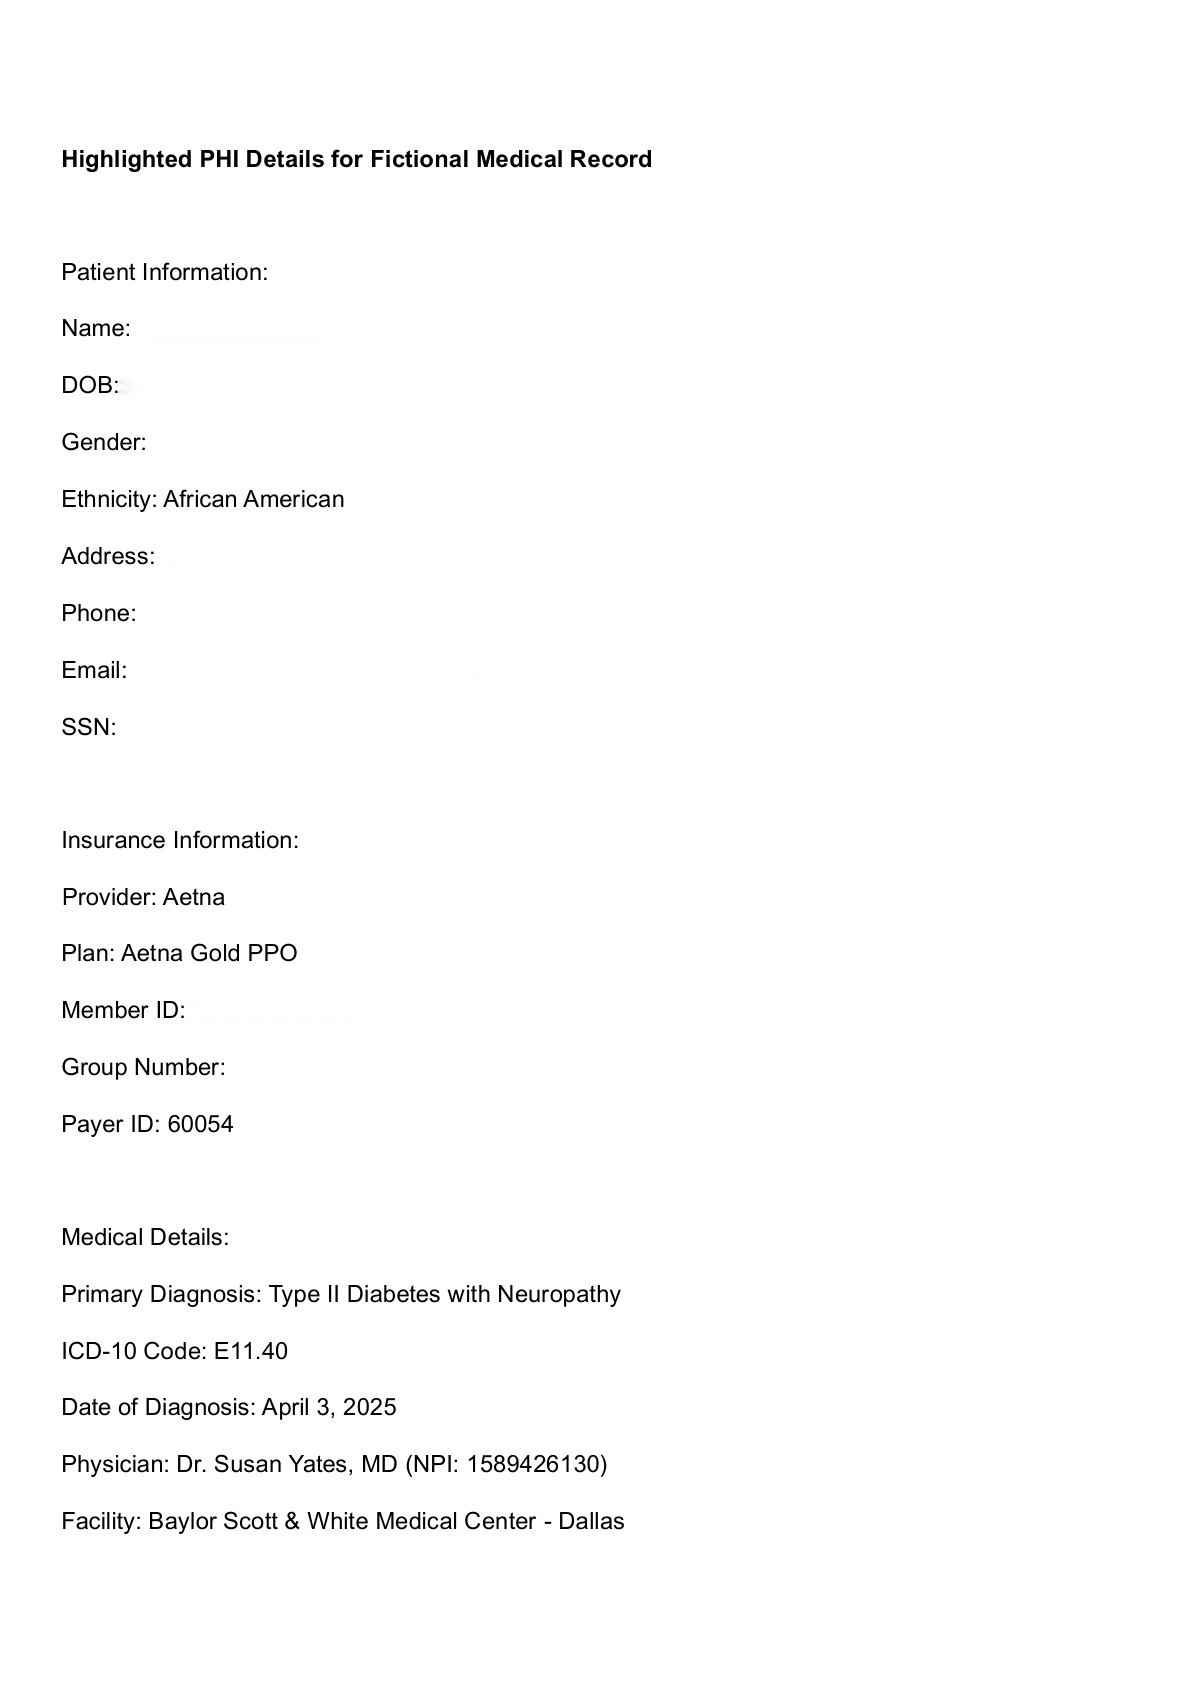 Highlighted PHI Details for Fictional Medical Record
Patient Information:
Name:
DOB:
Gender:
Ethnicity: African American
Address:
Phone:
Email:
SSN:
Insurance Information:
Provider: Aetna
Plan: Aetna Gold PPO
Member ID:
Group Number:
Payer ID: 60054
Medical Details:
Primary Diagnosis: Type II Diabetes with Neuropathy
ICD-10 Code: E11.40
Date of Diagnosis: April 3, 2025
Physician: Dr. Susan Yates, MD (NPI: 1589426130)
Facility: Baylor Scott & White Medical Center - Dallas